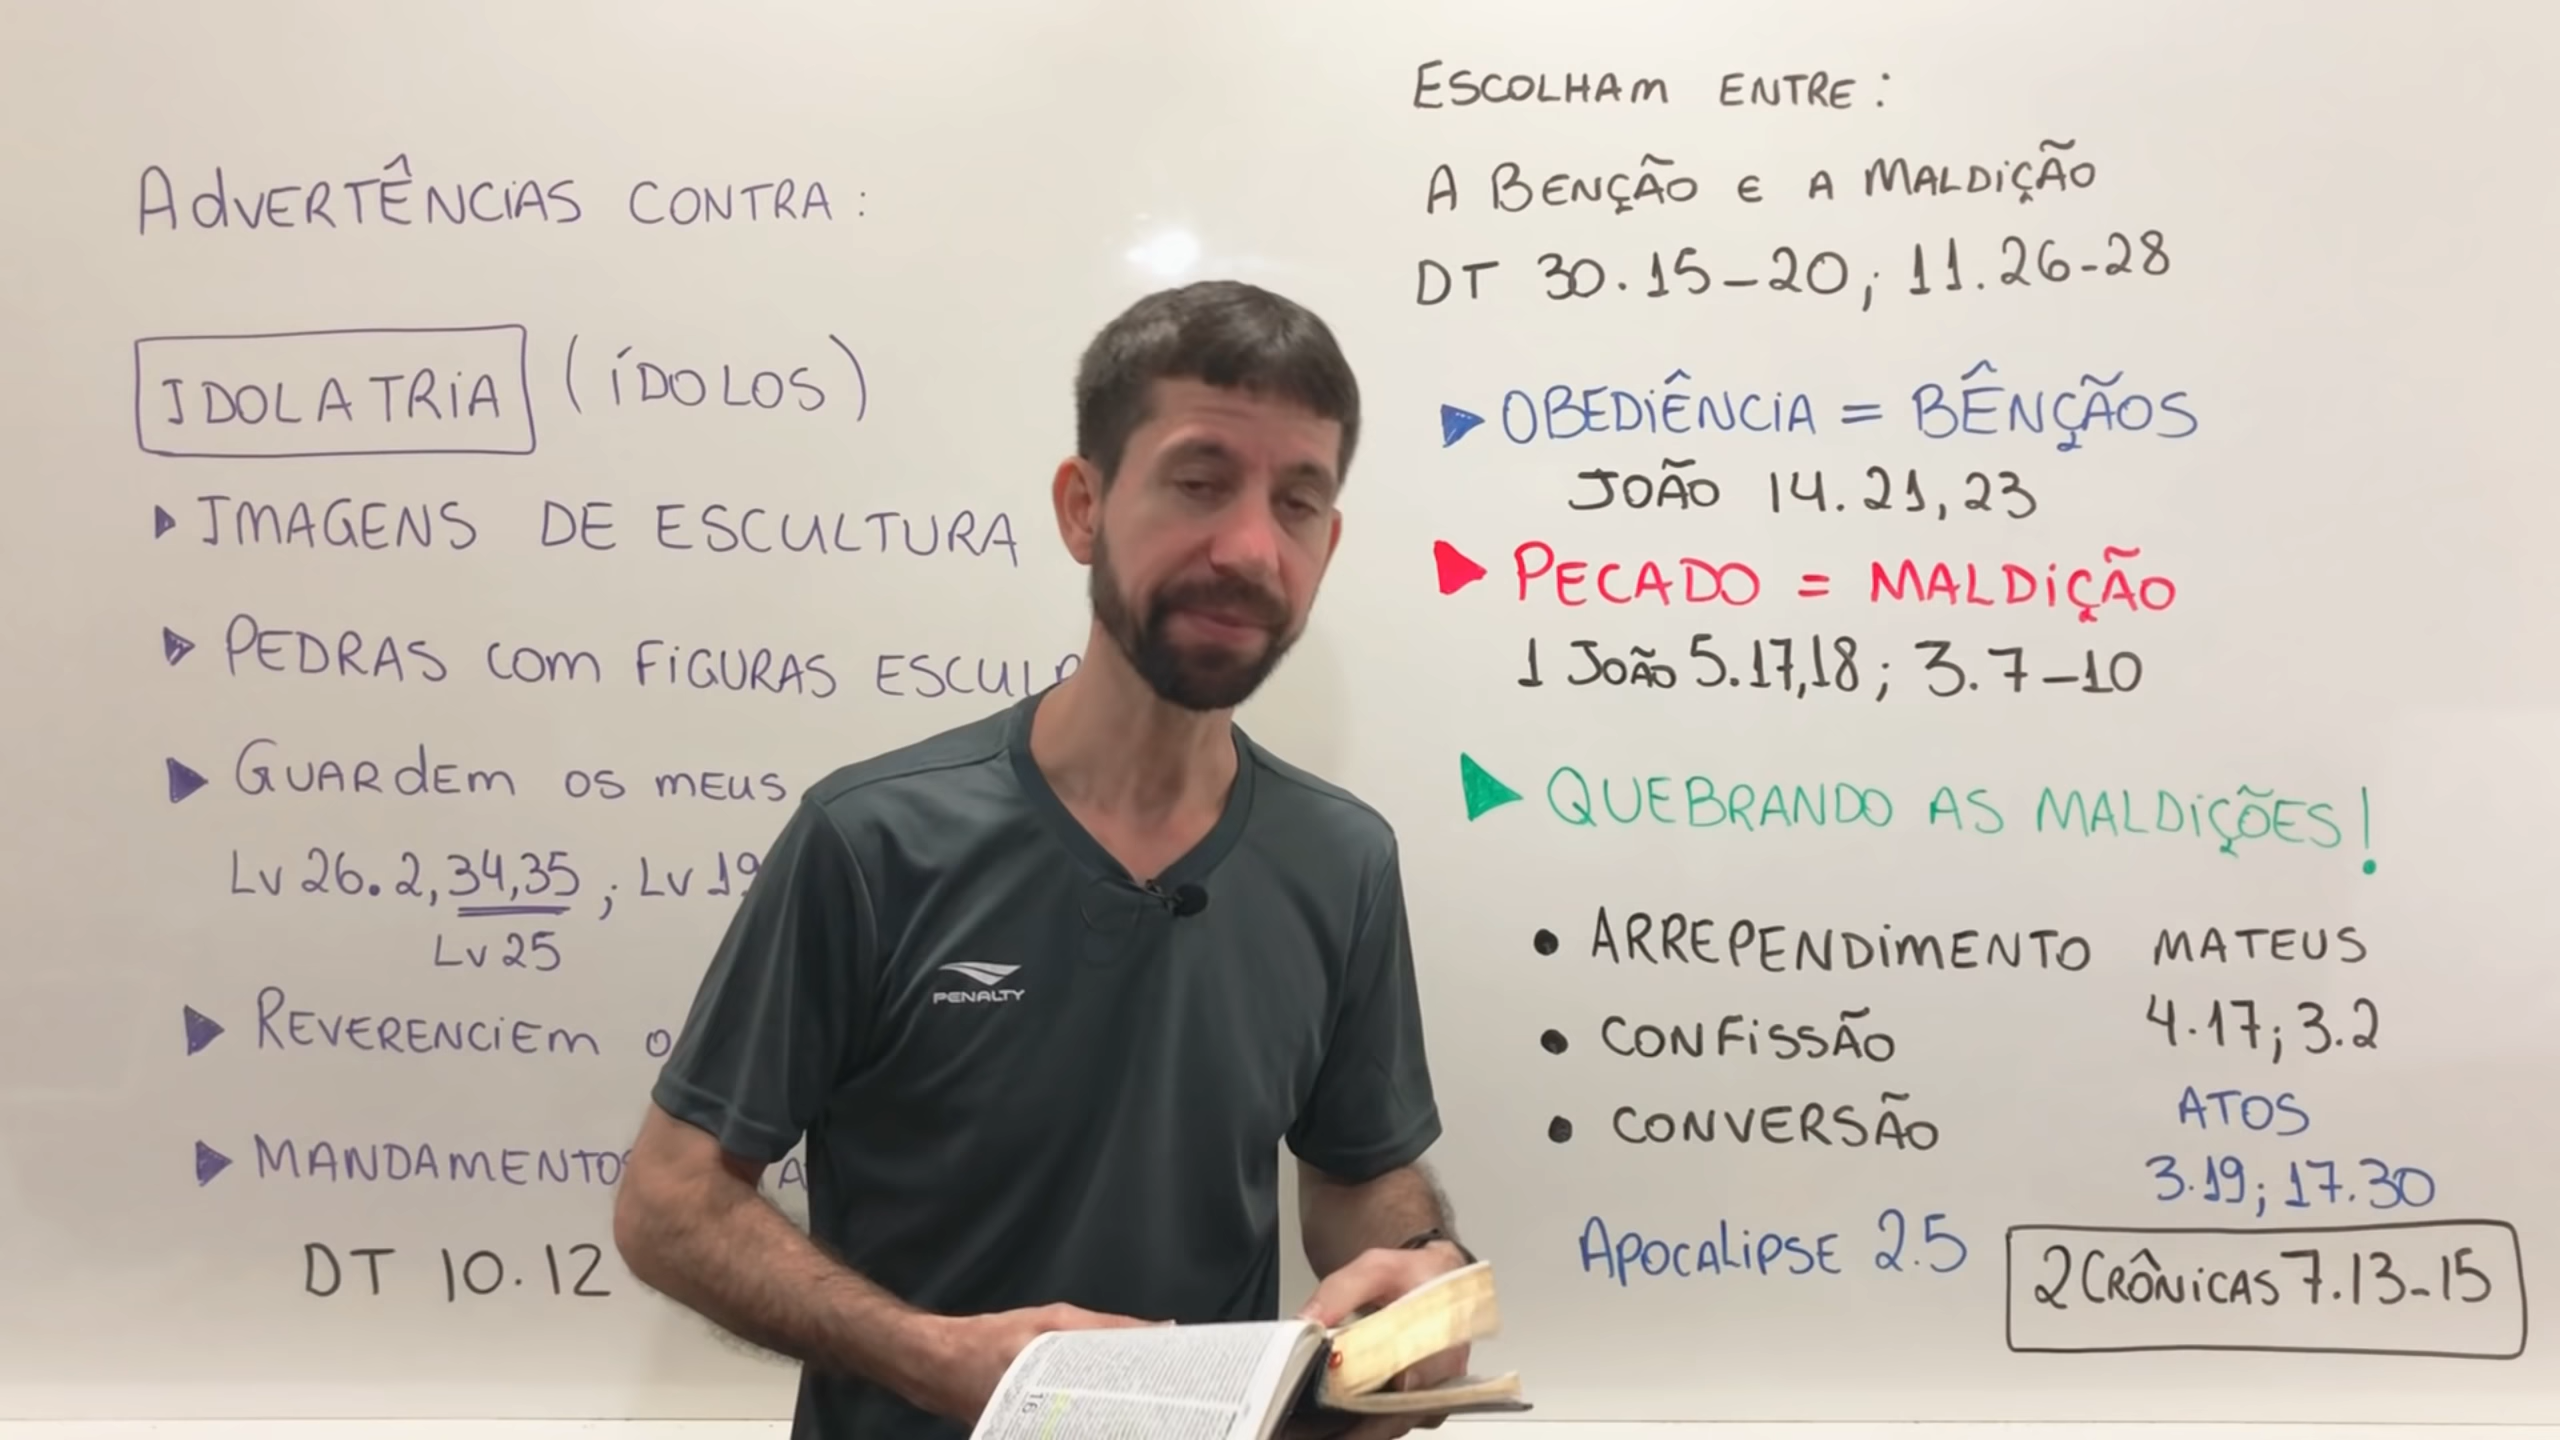 AdVERTÊNCIAS CONTRA:
IDOLATRIA (ÍDOLOS)
IMAGENS DE ESCULTURA
PEDRAS COM FIGURAS
GUARDEM OS MEUS
Lv 26.2,34,35; Lv 19
Lv 25
REVERENCIEM
MANDAMENTOS
DT 10.12
ESCOLHAM ENTRE:
A BENÇÃO E A MALDIÇÃO
DT 30.15-20; 11.26-28
OBEDIÊNCIA = BÊNÇÃOS
JOÃO 14.21,23
PECADO = MALDIÇÃO
1 JOÃO 5.17,18; 3.7-10
QUEBRANDO AS MALDIÇÕES!
• ARREPENDIMENTO MATEUS
4.17; 3.2
• CONFISSÃO
ATOS
• CONVERSÃO
3.19; 17.30
APOCALIPSE 2.5
2 CRÔNICAS 7.13-15
PENALTY
16